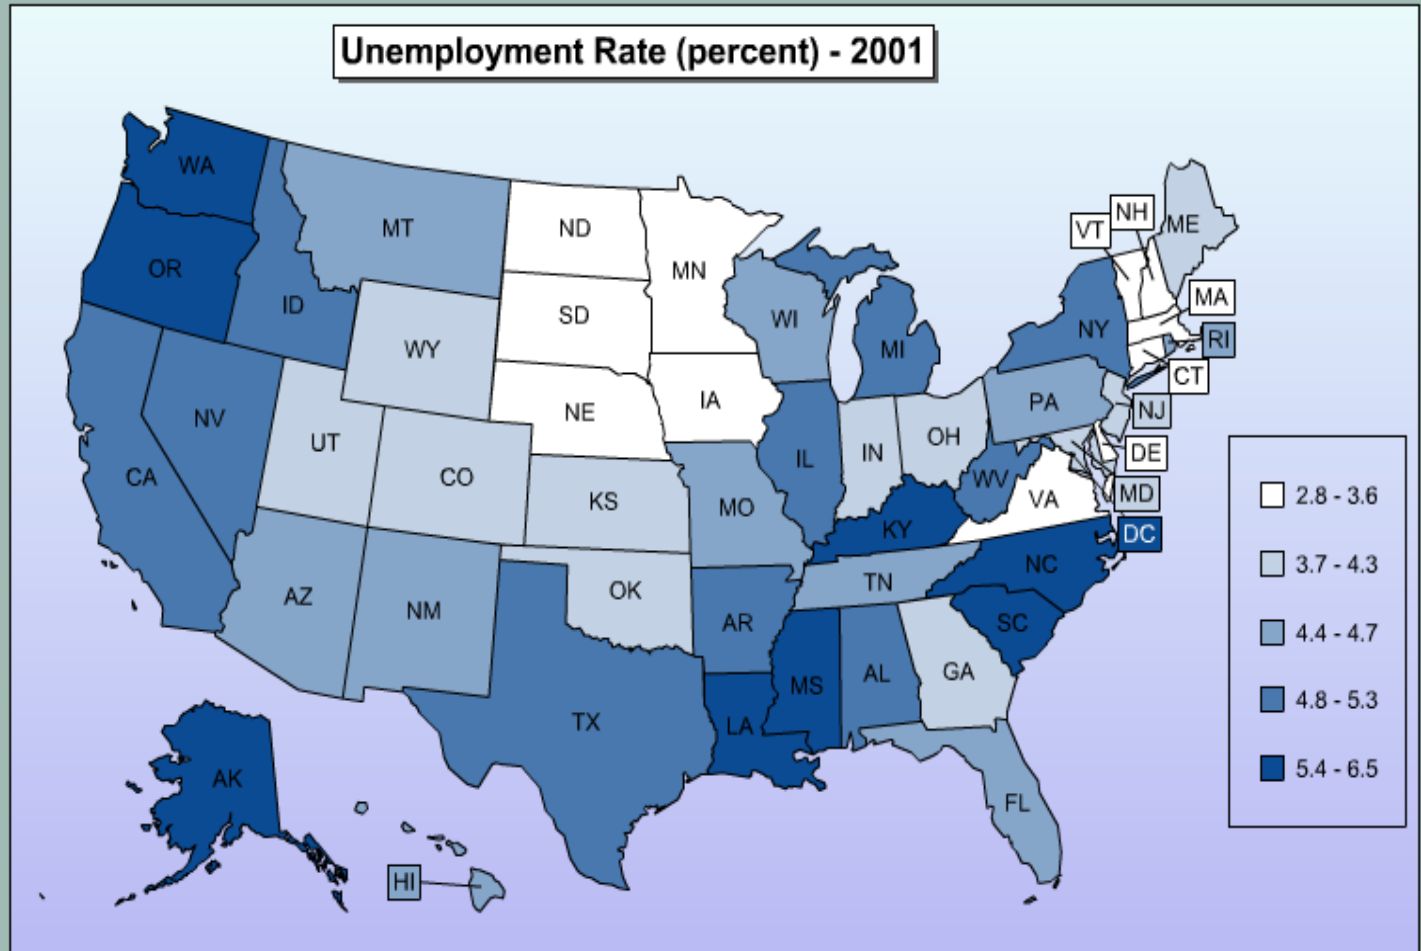 Unemployment Rate (percent) - 2001
WA
MT
ND
MN
VT
NH
ME
OR
ID
SD
WI
MI
NY
MA
RI
WY
CT
NV
UT
NE
IA
PA
NJ
CA
CO
KS
MO
IL
IN
OH
WV
VA
DE
MD
DC
KY
AZ
NM
OK
AR
TN
NC
SC
TX
LA
MS
AL
GA
FL
AK
HI
2.8 - 3.6
3.7 - 4.3
4.4 - 4.7
4.8 - 5.3
5.4 - 6.5